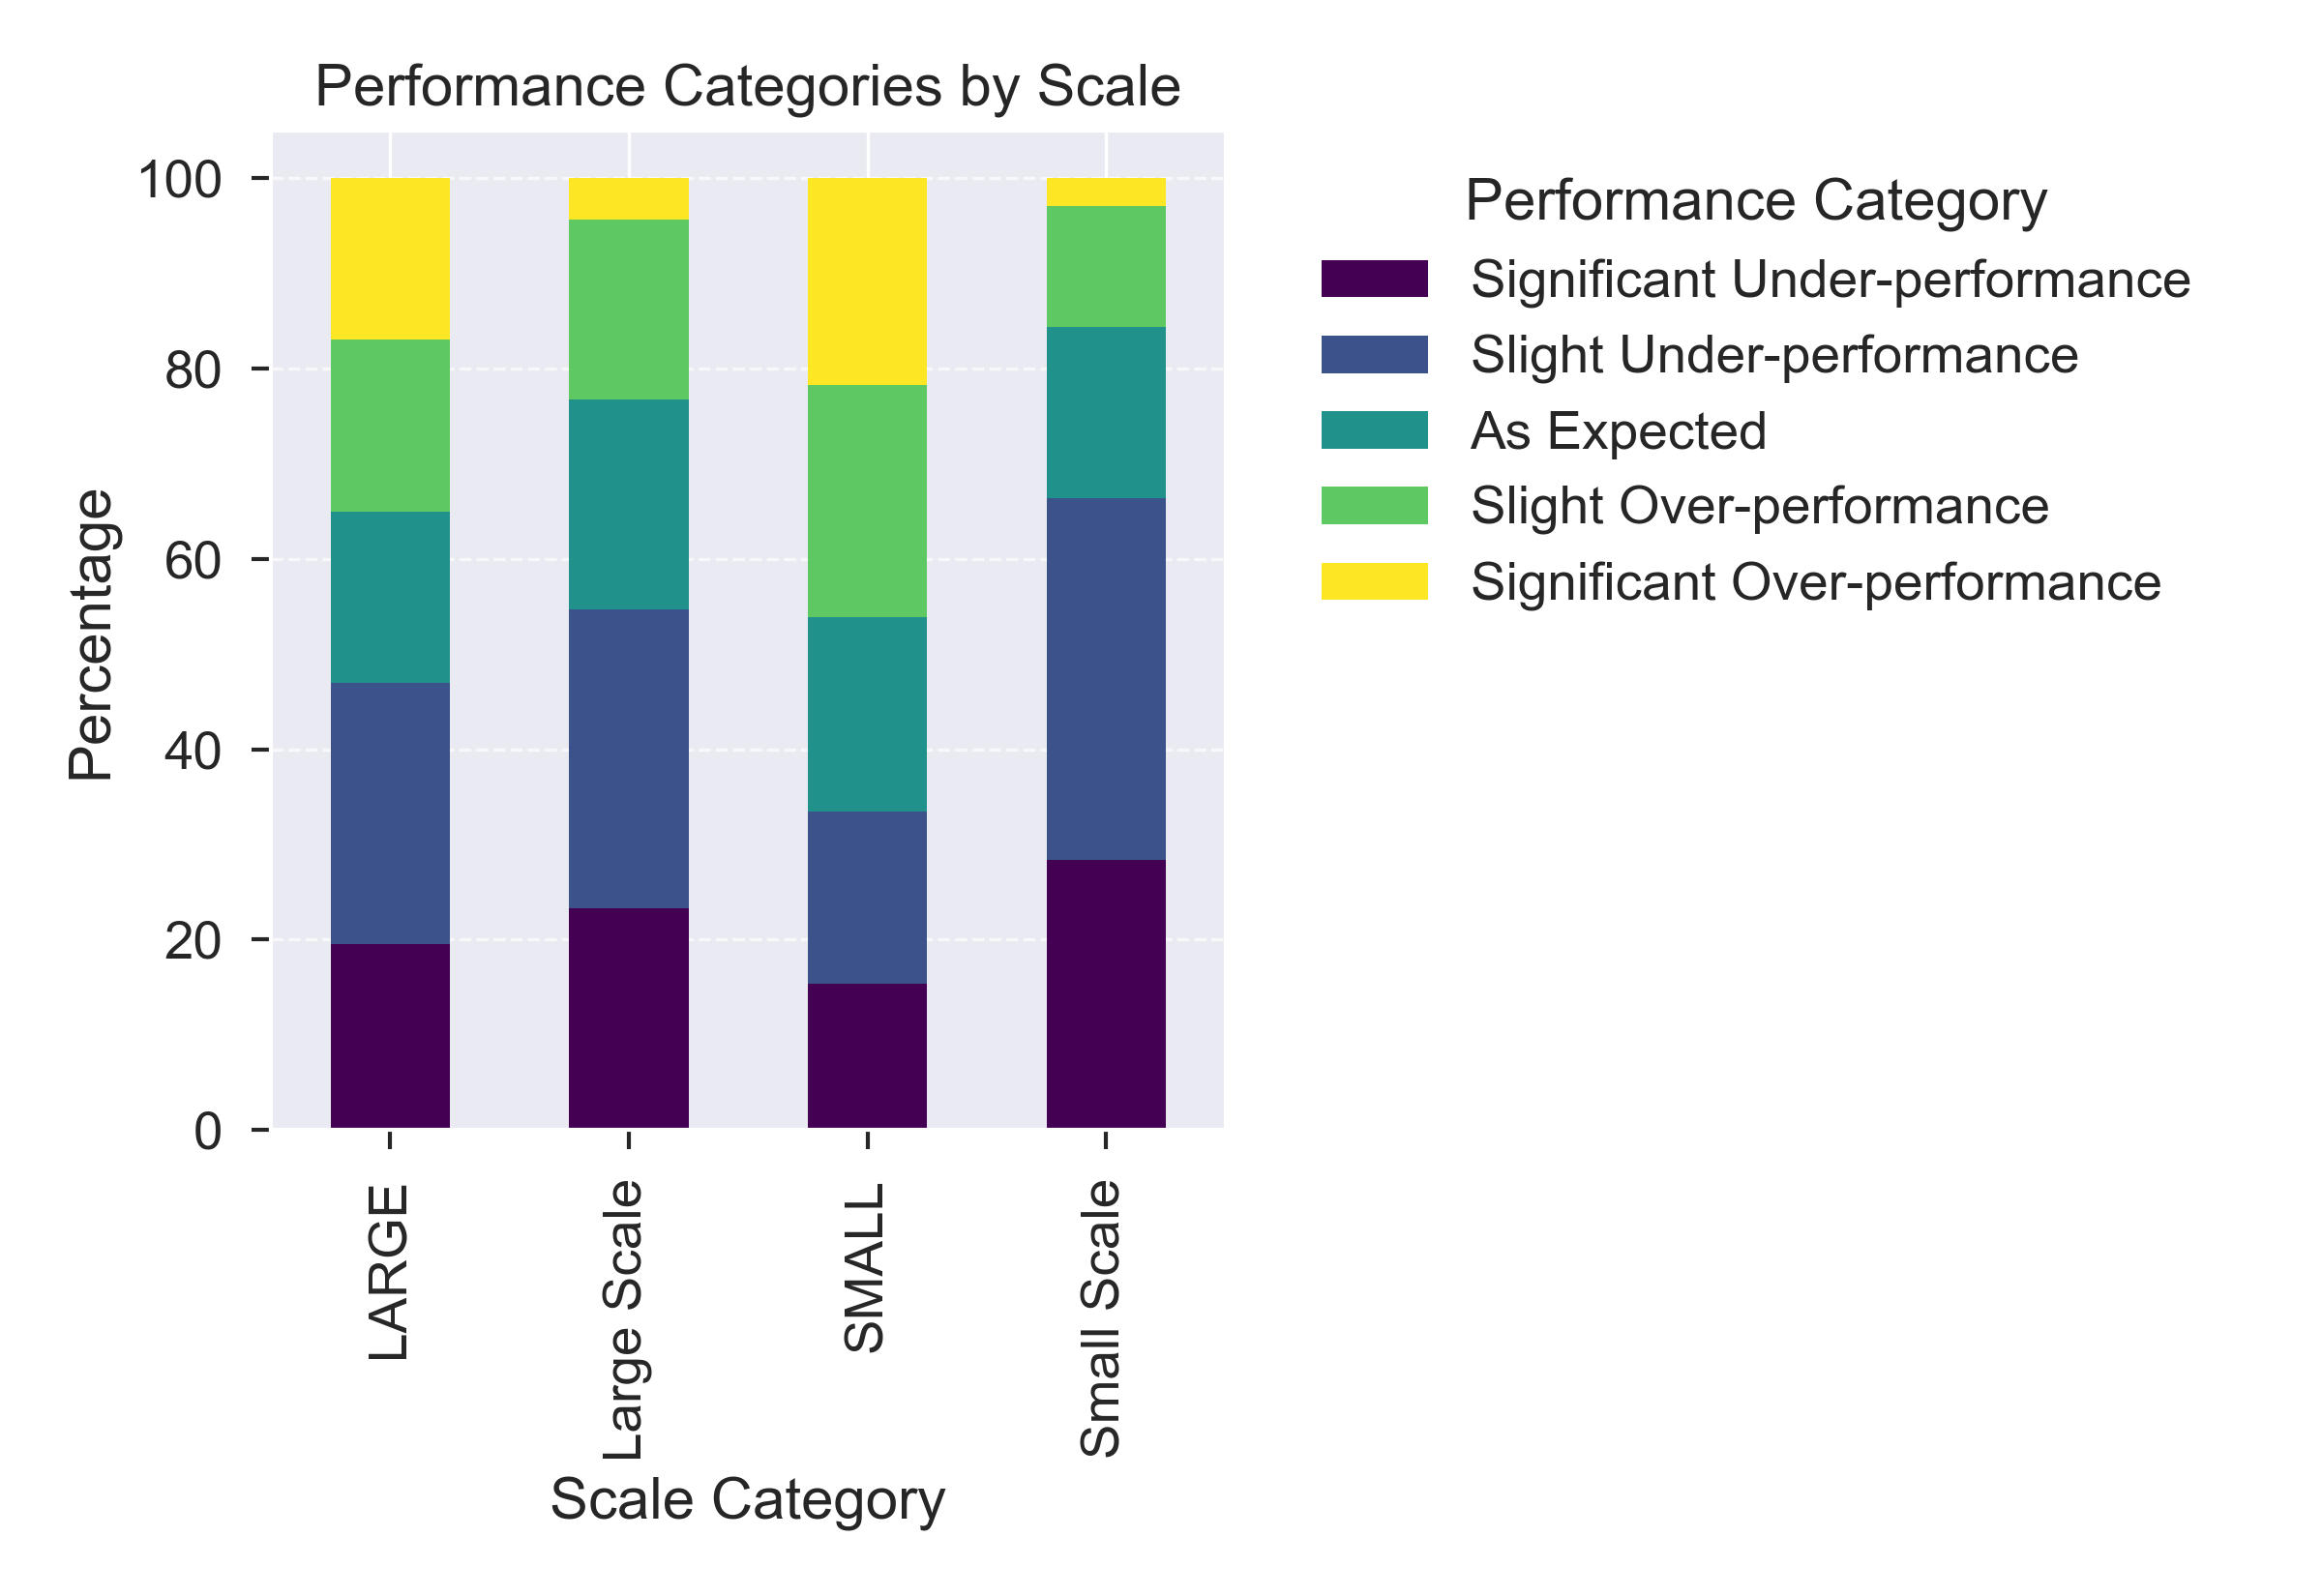 Performance Categories by Scale
Percentage
100
80
60
40
20
0
LARGE
Large Scale
SMALL
Small Scale
Scale Category
Performance Category
Significant Under-performance
Slight Under-performance
As Expected
Slight Over-performance
Significant Over-performance